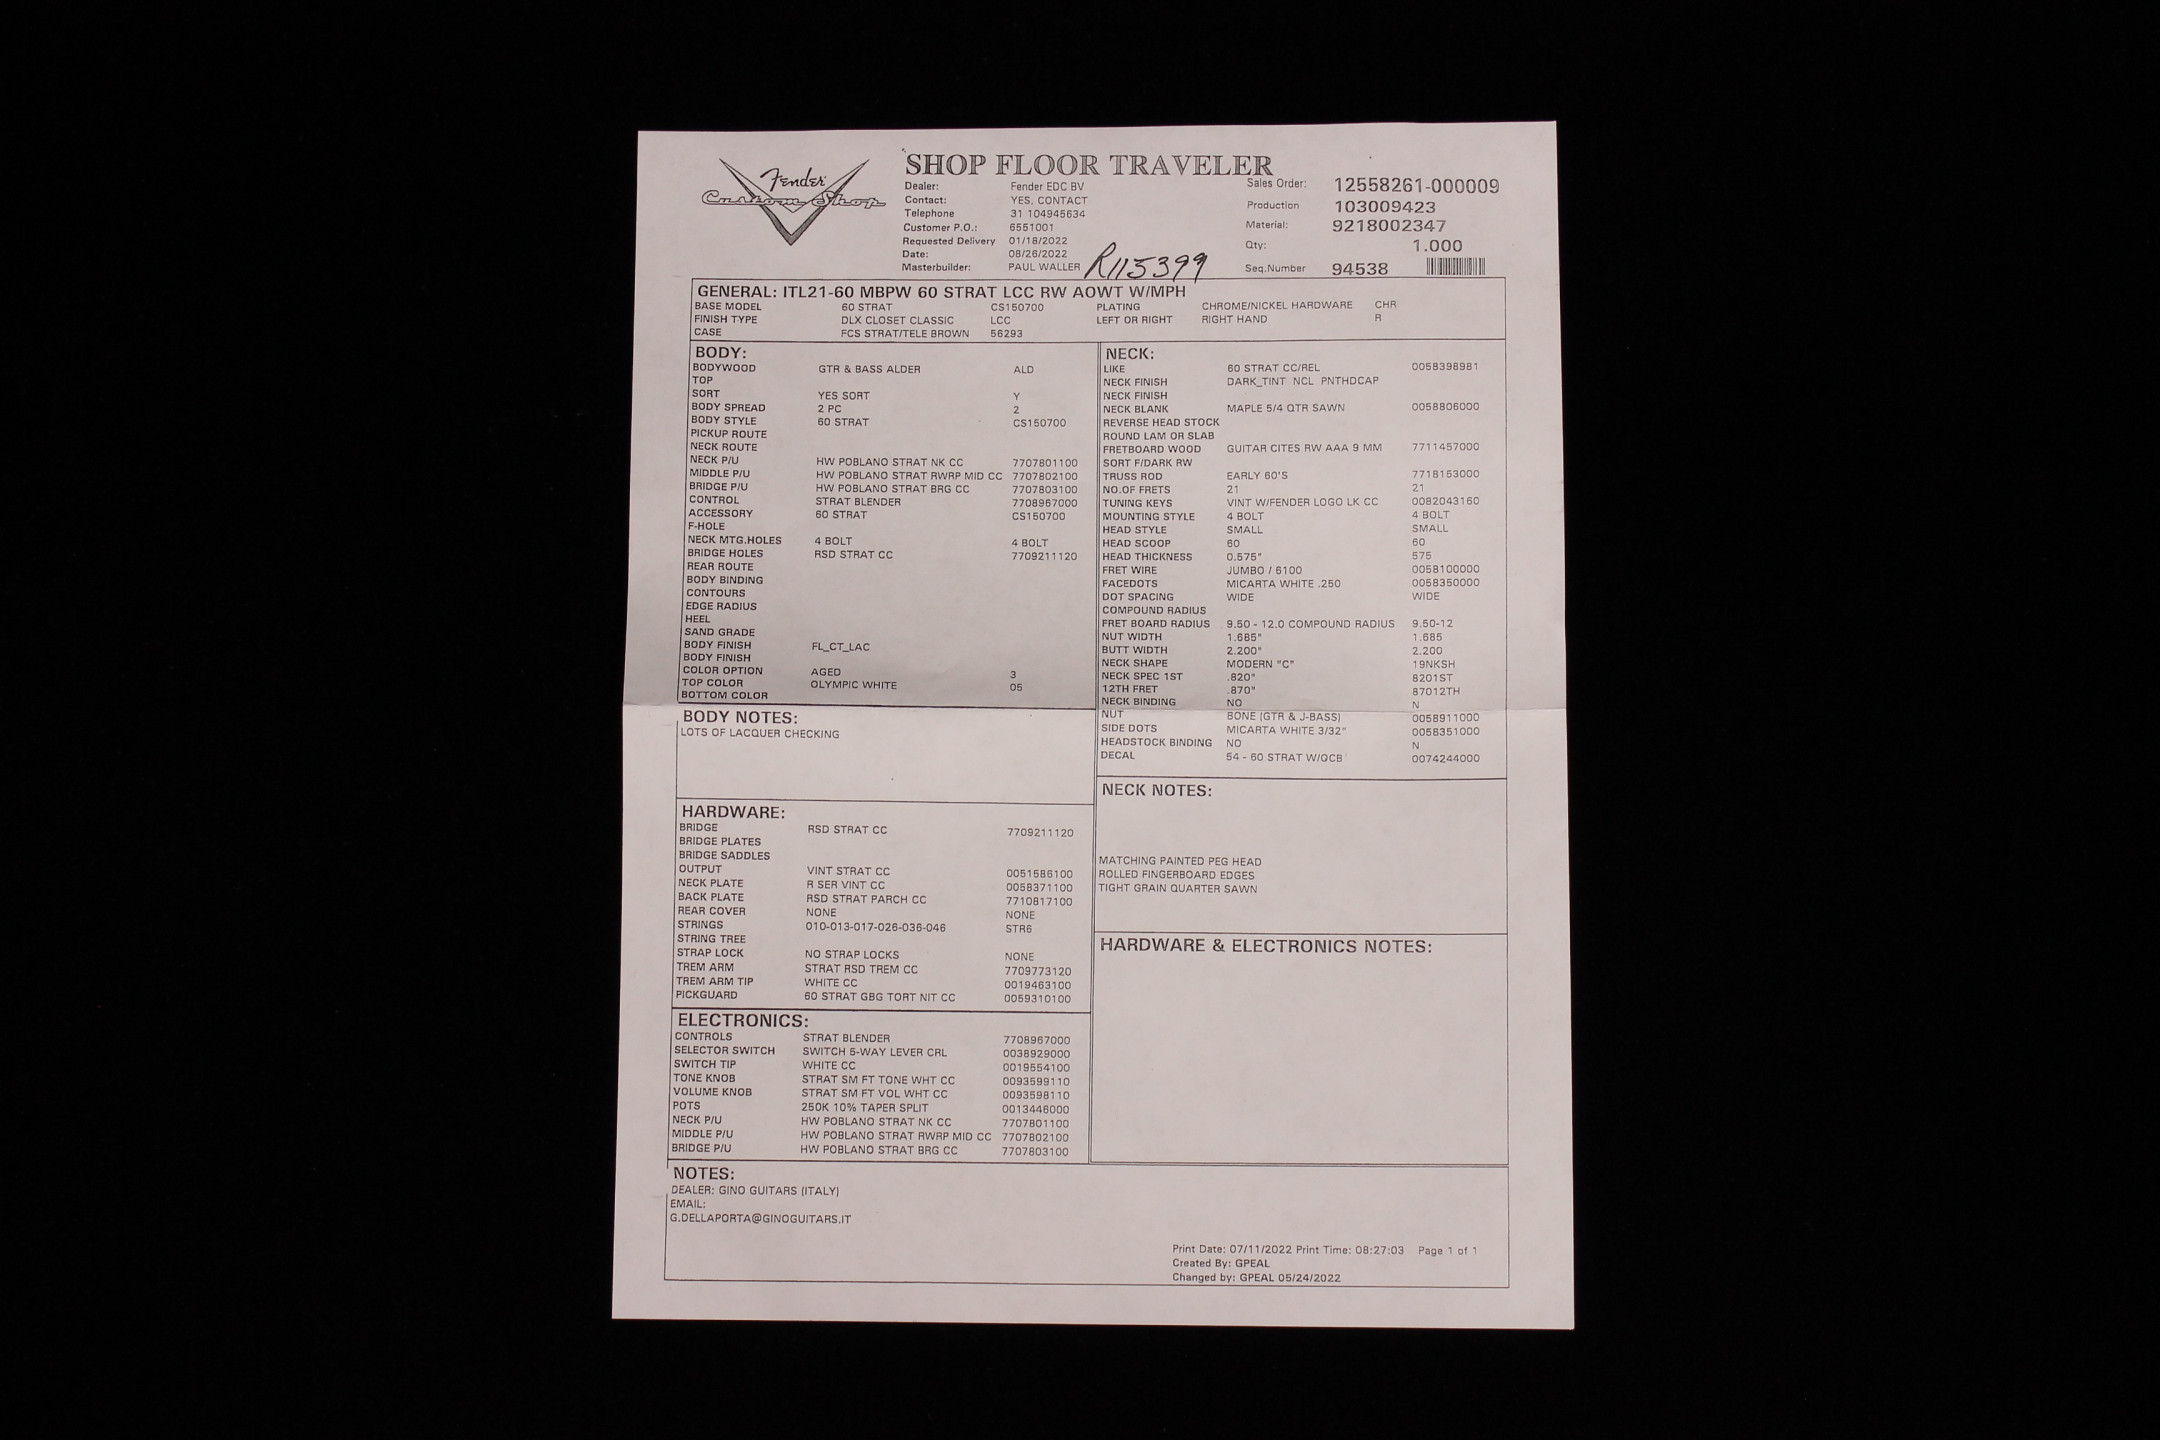 Fender
Custom Shop
SHOP FLOOR TRAVELER
Dealer: Fender EDC BV
Contact: YES, CONTACT
Telephone 31 104945634
Customer P.O.: 6551001
Requested Delivery 01/18/2022
Date: 08/26/2022
Masterbuilder: PAUL WALLER R115399
Sales Order: 12558261-000009
Production 103009423
Material: 9218002347
Qty: 1.000
Seq.Number 94538
GENERAL: ITL21-60 MBPW 60 STRAT LCC RW AOWT W/MPH
BASE MODEL 60 STRAT CS150700 PLATING CHROME/NICKEL HARDWARE CHR
FINISH TYPE DLX CLOSET CLASSIC LCC LEFT OR RIGHT RIGHT HAND R
CASE FCS STRAT/TELE BROWN 56293
BODY:
BODYWOOD GTR & BASS ALDER ALD
TOP
SORT YES SORT Y
BODY SPREAD 2 PC 2
BODY STYLE 60 STRAT CS150700
PICKUP ROUTE
NECK ROUTE
NECK P/U HW POBLANO STRAT NK CC 7707801100
MIDDLE P/U HW POBLANO STRAT RWRP MID CC 7707802100
BRIDGE P/U HW POBLANO STRAT BRG CC 7707803100
CONTROL STRAT BLENDER 7708967000
ACCESSORY 60 STRAT CS150700
F-HOLE
NECK MTG.HOLES 4 BOLT 4 BOLT
BRIDGE HOLES RSD STRAT CC 7709211120
REAR ROUTE
BODY BINDING
CONTOURS
EDGE RADIUS
HEEL
SAND GRADE
BODY FINISH FL_CT_LAC
BODY FINISH
COLOR OPTION AGED 3
TOP COLOR OLYMPIC WHITE 05
BOTTOM COLOR
BODY NOTES:
LOTS OF LACQUER CHECKING
HARDWARE:
BRIDGE RSD STRAT CC 7709211120
BRIDGE PLATES
BRIDGE SADDLES
OUTPUT VINT STRAT CC 0051686100
NECK PLATE R SER VINT CC 0058371100
BACK PLATE RSD STRAT PARCH CC 7710817100
REAR COVER NONE NONE
STRINGS 010-013-017-026-036-046 STR6
STRING TREE
STRAP LOCK NO STRAP LOCKS NONE
TREM ARM STRAT RSD TREM CC 7709773120
TREM ARM TIP WHITE CC 0019463100
PICKGUARD 60 STRAT GBG TORT NIT CC 0059310100
ELECTRONICS:
CONTROLS STRAT BLENDER 7708967000
SELECTOR SWITCH SWITCH 5-WAY LEVER CRL 0038929000
SWITCH TIP WHITE CC 0019554100
TONE KNOB STRAT SM FT TONE WHT CC 0093599110
VOLUME KNOB STRAT SM FT VOL WHT CC 0093598110
POTS 250K 10% TAPER SPLIT 0013446000
NECK P/U HW POBLANO STRAT NK CC 7707801100
MIDDLE P/U HW POBLANO STRAT RWRP MID CC 7707802100
BRIDGE P/U HW POBLANO STRAT BRG CC 7707803100
NECK:
LIKE 60 STRAT CC/REL 0058398981
NECK FINISH DARK_TINT NCL PNTHDCAP
NECK FINISH
NECK BLANK MAPLE 5/4 QTR SAWN 0058806000
REVERSE HEAD STOCK
ROUND LAM OR SLAB
FRETBOARD WOOD GUITAR CITES RW AAA 9 MM 7711457000
SORT F/DARK RW
TRUSS ROD EARLY 60'S 7718153000
NO.OF FRETS 21 21
TUNING KEYS VINT W/FENDER LOGO LK CC 0082043160
MOUNTING STYLE 4 BOLT 4 BOLT
HEAD STYLE SMALL SMALL
HEAD SCOOP 60 60
HEAD THICKNESS 0.575" 575
FRET WIRE JUMBO / 6100 0058100000
FACEDOTS MICARTA WHITE .250 0058350000
DOT SPACING WIDE WIDE
COMPOUND RADIUS
FRET BOARD RADIUS 9.50 - 12.0 COMPOUND RADIUS 9.50-12
NUT WIDTH 1.685" 1.685
BUTT WIDTH 2.200" 2.200
NECK SHAPE MODERN "C" 19NKSH
NECK SPEC 1ST .820" 8201ST
12TH FRET .870" 87012TH
NECK BINDING NO N
NUT BONE (GTR & J-BASS) 0058911000
SIDE DOTS MICARTA WHITE 3/32" 0058351000
HEADSTOCK BINDING NO N
DECAL 54 - 60 STRAT W/OCB 0074244000
NECK NOTES:
MATCHING PAINTED PEG HEAD
ROLLED FINGERBOARD EDGES
TIGHT GRAIN QUARTER SAWN
HARDWARE & ELECTRONICS NOTES:
NOTES:
DEALER: GINO GUITARS (ITALY)
EMAIL:
G.DELLAPORTA@GINOGUITARS.IT
Print Date: 07/11/2022 Print Time: 08:27:03 Page 1 of 1
Created By: GPEAL
Changed by: GPEAL 05/24/2022